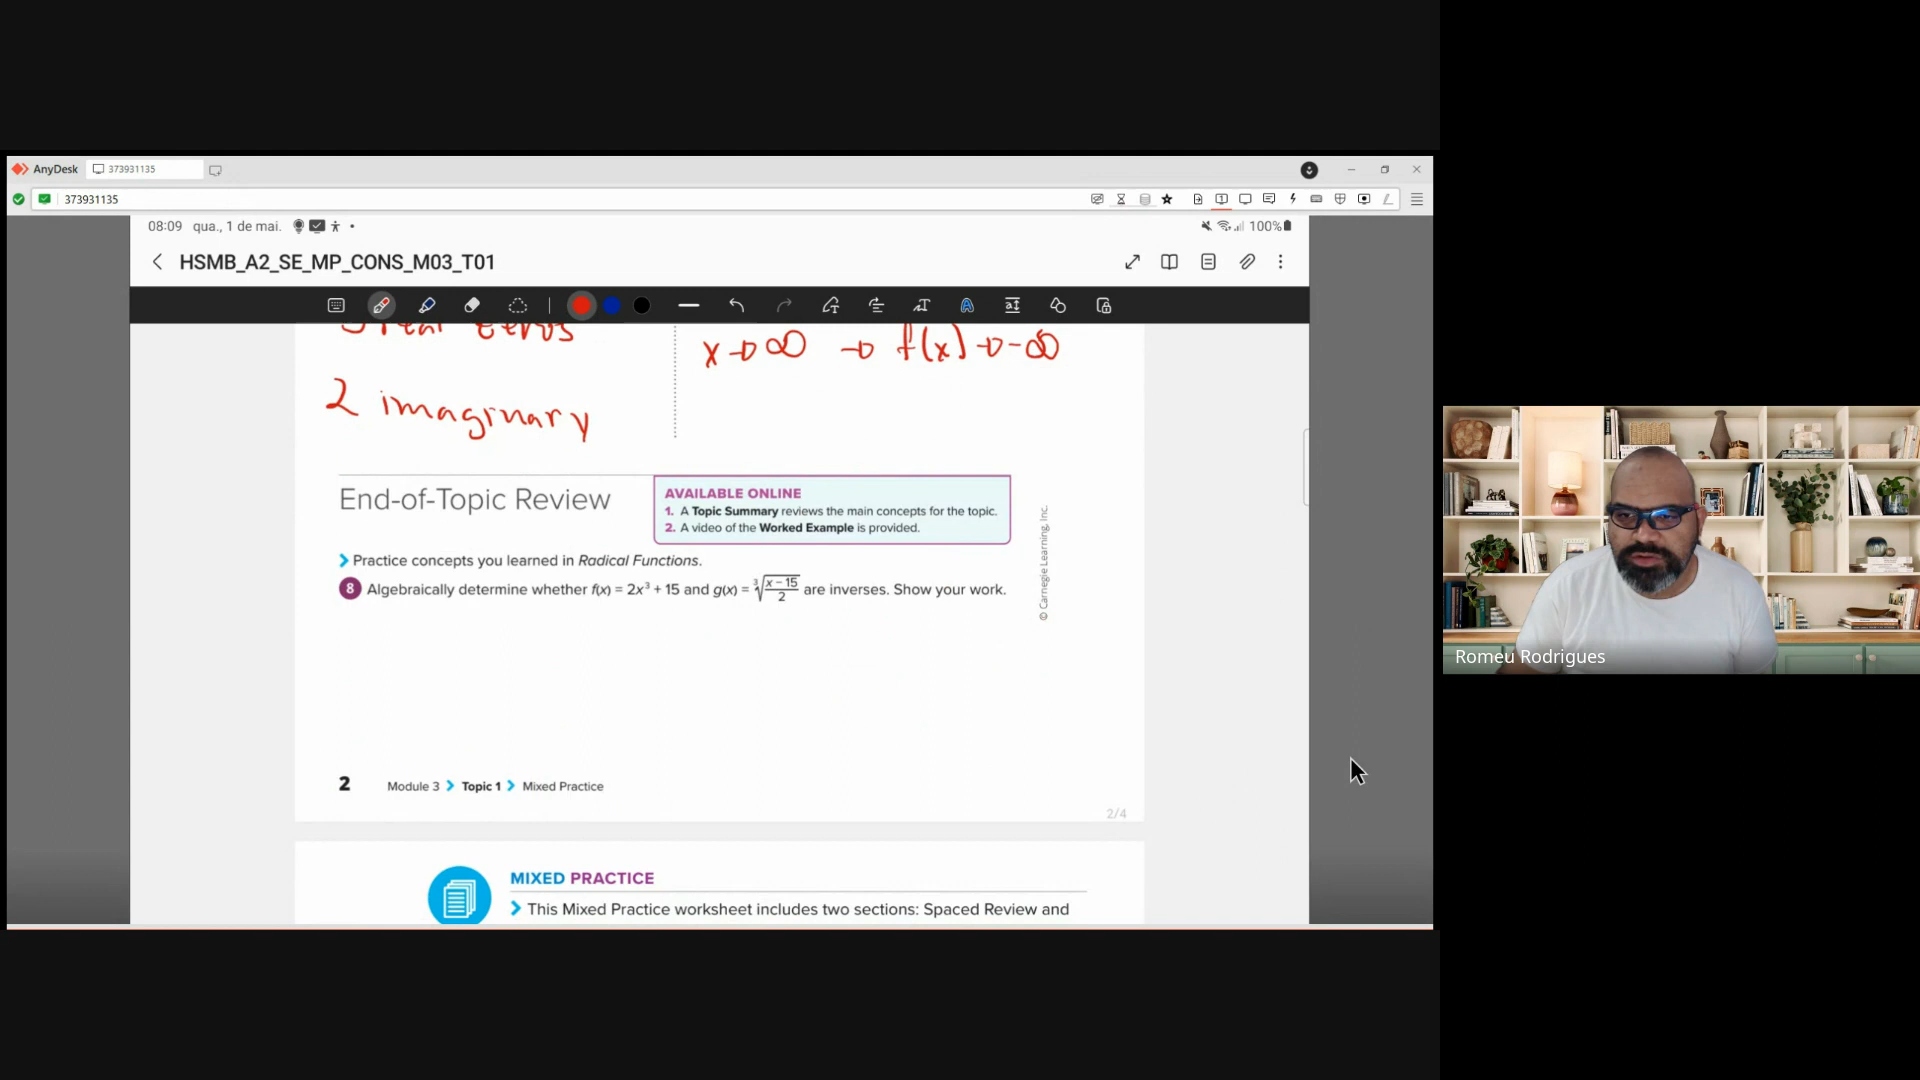 AnyDesk
373931135
373931135
08:09 qua., 1 de mai.
100%
HSMB_A2_SE_MP_CONS_M03_T01
3 real zeros
x → ∞ → f(x) → -∞
2 imaginary
End-of-Topic Review
AVAILABLE ONLINE
1. A Topic Summary reviews the main concepts for the topic.
2. A video of the Worked Example is provided.
© Carnegie Learning, Inc.
Practice concepts you learned in Radical Functions.
8 Algebraically determine whether f(x) = 2x³ + 15 and g(x) = ∛((x − 15)/2) are inverses. Show your work.
2 Module 3 > Topic 1 > Mixed Practice
2/4
MIXED PRACTICE
This Mixed Practice worksheet includes two sections: Spaced Review and
Romeu Rodrigues